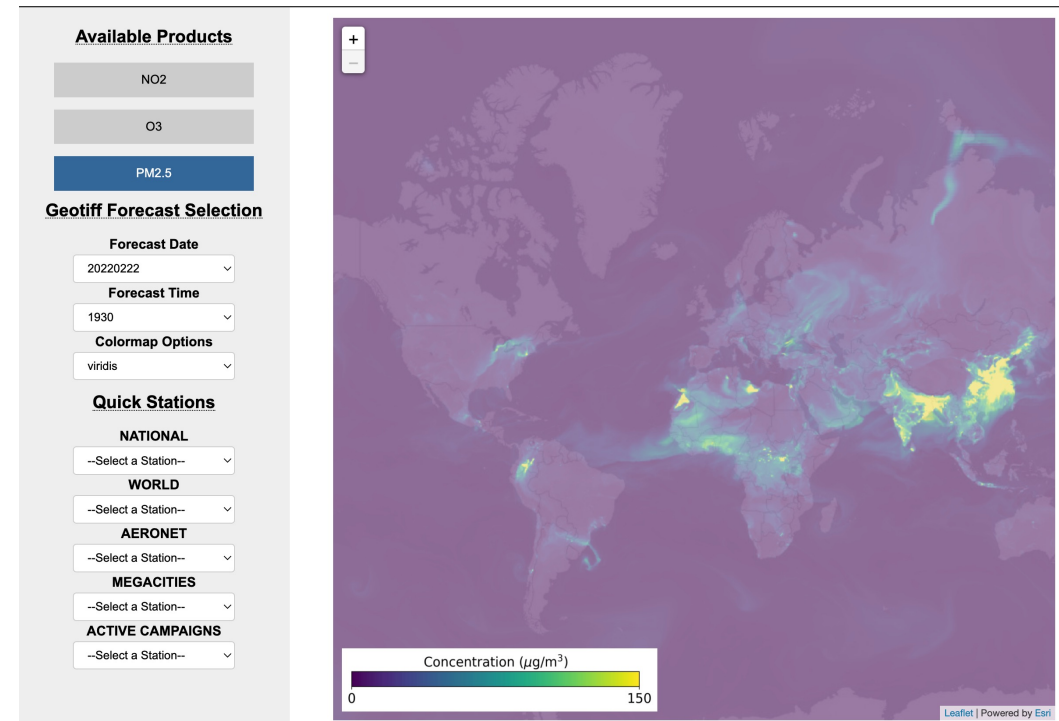 Available Products
NO2
O3
PM2.5
Geotiff Forecast Selection
Forecast Date
20220222
Forecast Time
1930
Colormap Options
viridis
Quick Stations
NATIONAL
--Select a Station--
WORLD
--Select a Station--
AERONET
--Select a Station--
MEGACITIES
--Select a Station--
ACTIVE CAMPAIGNS
--Select a Station--
+
−
Concentration (μg/m³)
0 150
Leaflet | Powered by Esri